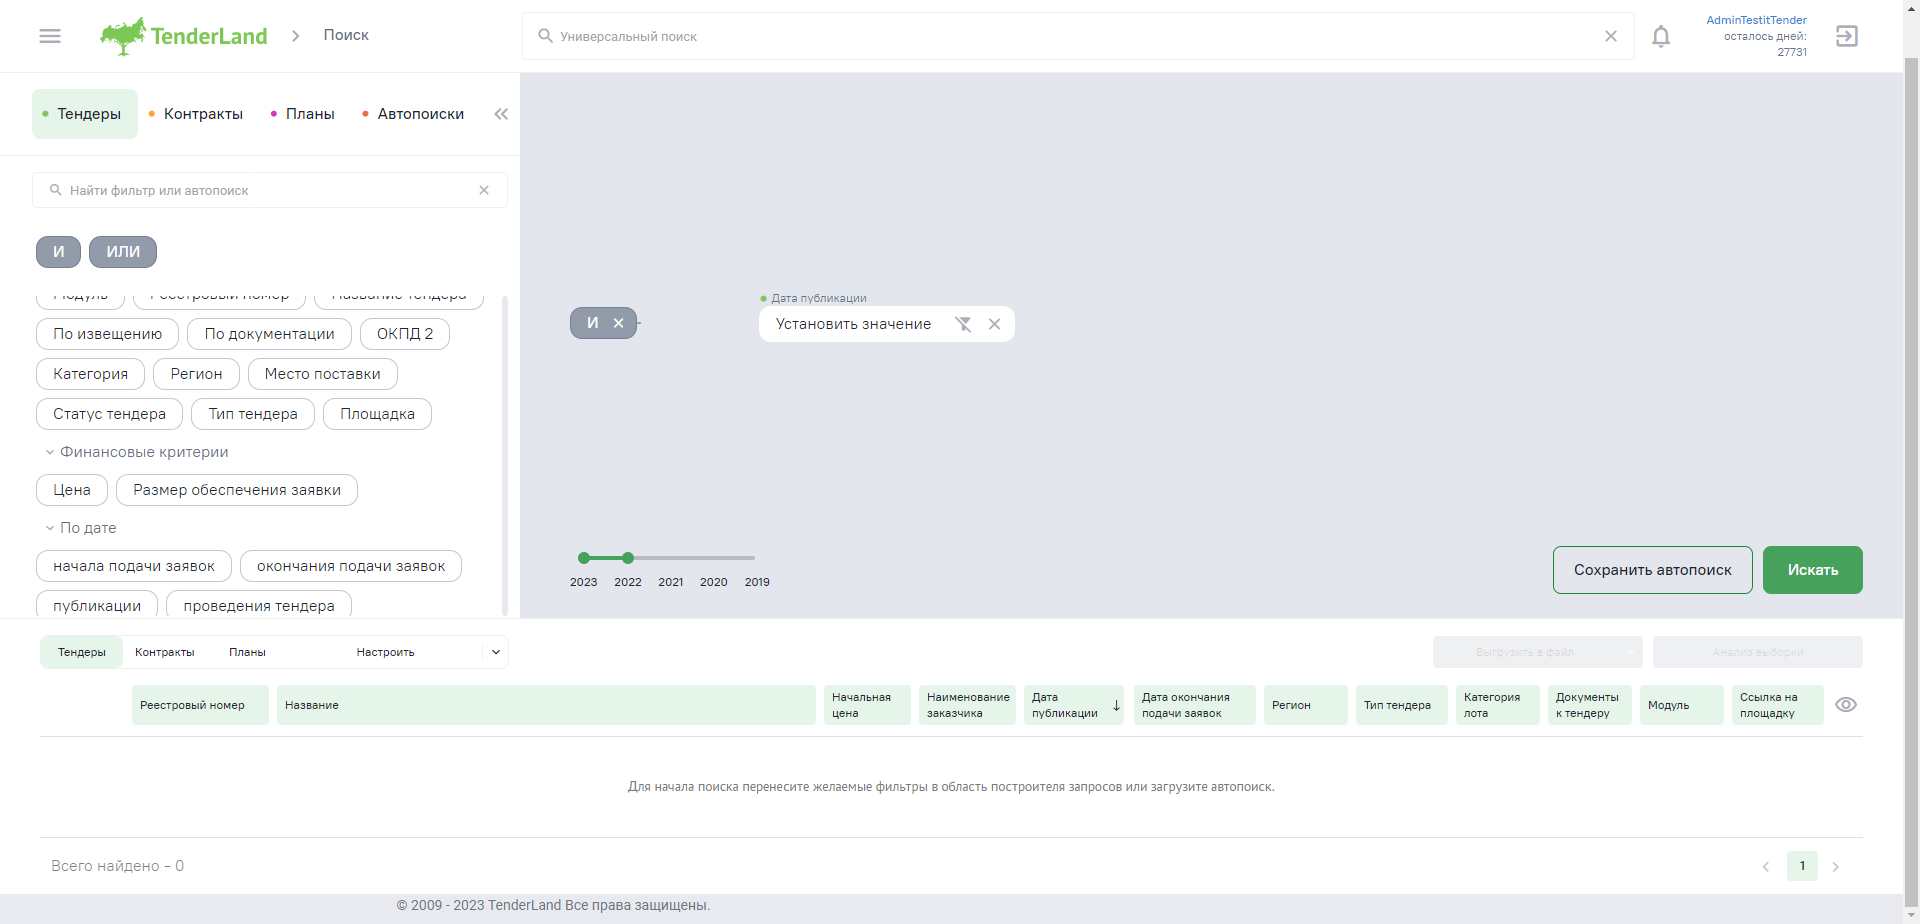 TenderLand
Поиск
Универсальный поиск
AdminTestitTender
осталось дней:
27731
Тендеры
Контракты
Планы
Автопоиски
Найти фильтр или автопоиск
И
ИЛИ
Модуль
Реестровый номер
Название тендера
По извещению
По документации
ОКПД 2
Категория
Регион
Место поставки
Статус тендера
Тип тендера
Площадка
Финансовые критерии
Цена
Размер обеспечения заявки
По дате
начала подачи заявок
окончания подачи заявок
публикации
проведения тендера
И
Дата публикации
Установить значение
2023 2022 2021 2020 2019
Сохранить автопоиск
Искать
Тендеры
Контракты
Планы
Настроить
Выгрузить в файл
Анализ выборки
Реестровый номер
Название
Начальная
цена
Наименование
заказчика
Дата
публикации
Дата окончания
подачи заявок
Регион
Тип тендера
Категория
лота
Документы
к тендеру
Модуль
Ссылка на
площадку
Для начала поиска перенесите желаемые фильтры в область построителя запросов или загрузите автопоиск.
Всего найдено - 0
1
© 2009 - 2023 TenderLand Все права защищены.